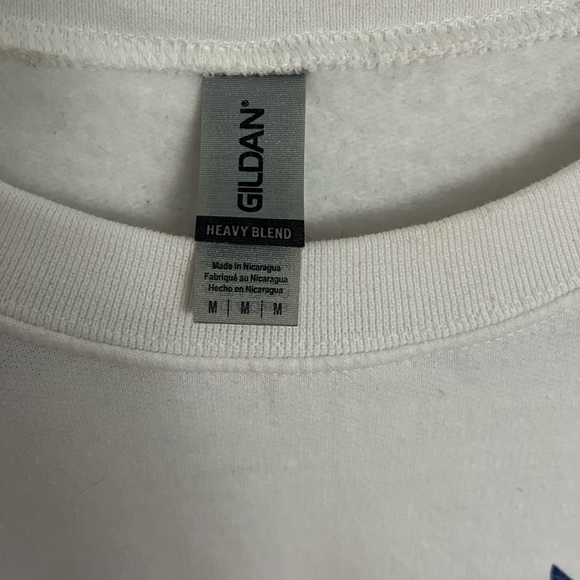 GILDAN®
HEAVY BLEND
Made in Nicaragua
Fabriqué au Nicaragua
Hecho en Nicaragua
M | M | M